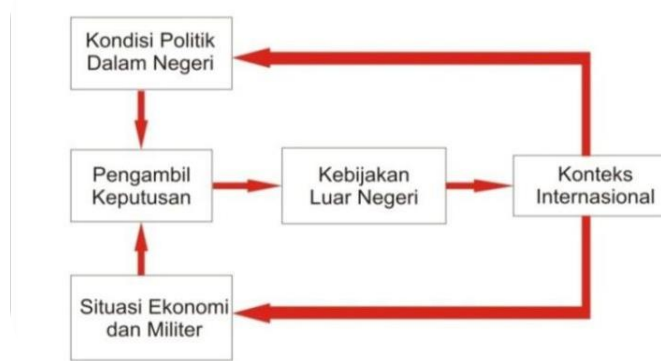 Kondisi Politik
Dalam Negeri
Pengambil
Keputusan
Kebijakan
Luar Negeri
Konteks
Internasional
Situasi Ekonomi
dan Militer